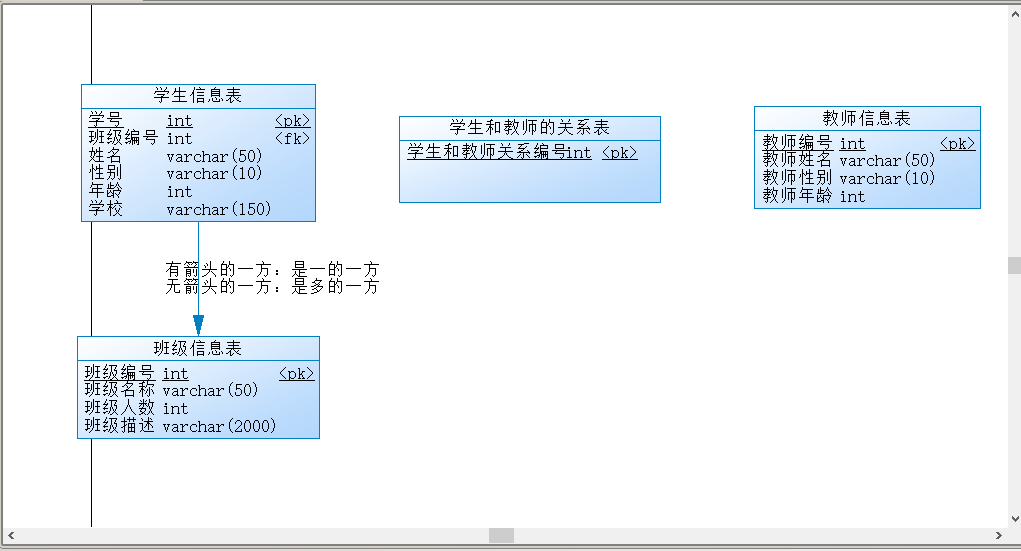 学生信息表
学号 int <pk>
班级编号 int <fk>
姓名 varchar(50)
性别 varchar(10)
年龄 int
学校 varchar(150)
学生和教师的关系表
学生和教师关系编号int <pk>
教师信息表
教师编号 int <pk>
教师姓名 varchar(50)
教师性别 varchar(10)
教师年龄 int
有箭头的一方：是一的一方
无箭头的一方：是多的一方
班级信息表
班级编号 int <pk>
班级名称 varchar(50)
班级人数 int
班级描述 varchar(2000)